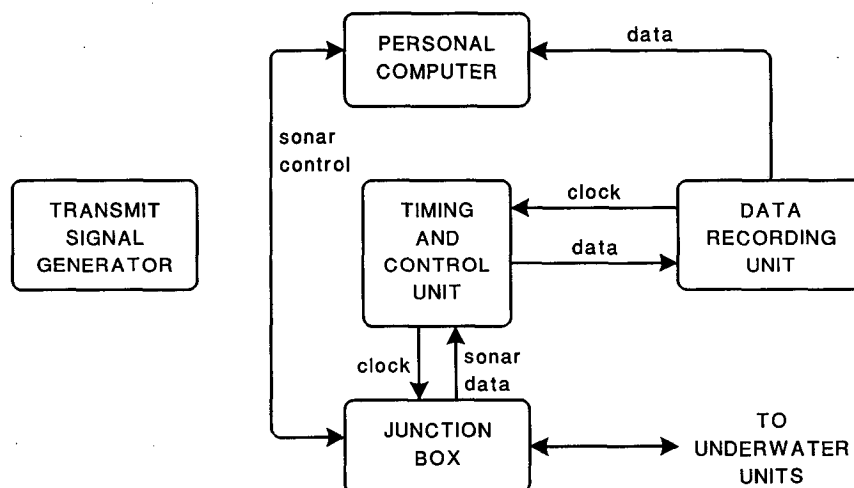 PERSONAL
COMPUTER
data
sonar
control
TRANSMIT
SIGNAL
GENERATOR
TIMING
AND
CONTROL
UNIT
clock
data
DATA
RECORDING
UNIT
clock
sonar
data
JUNCTION
BOX
TO
UNDERWATER
UNITS